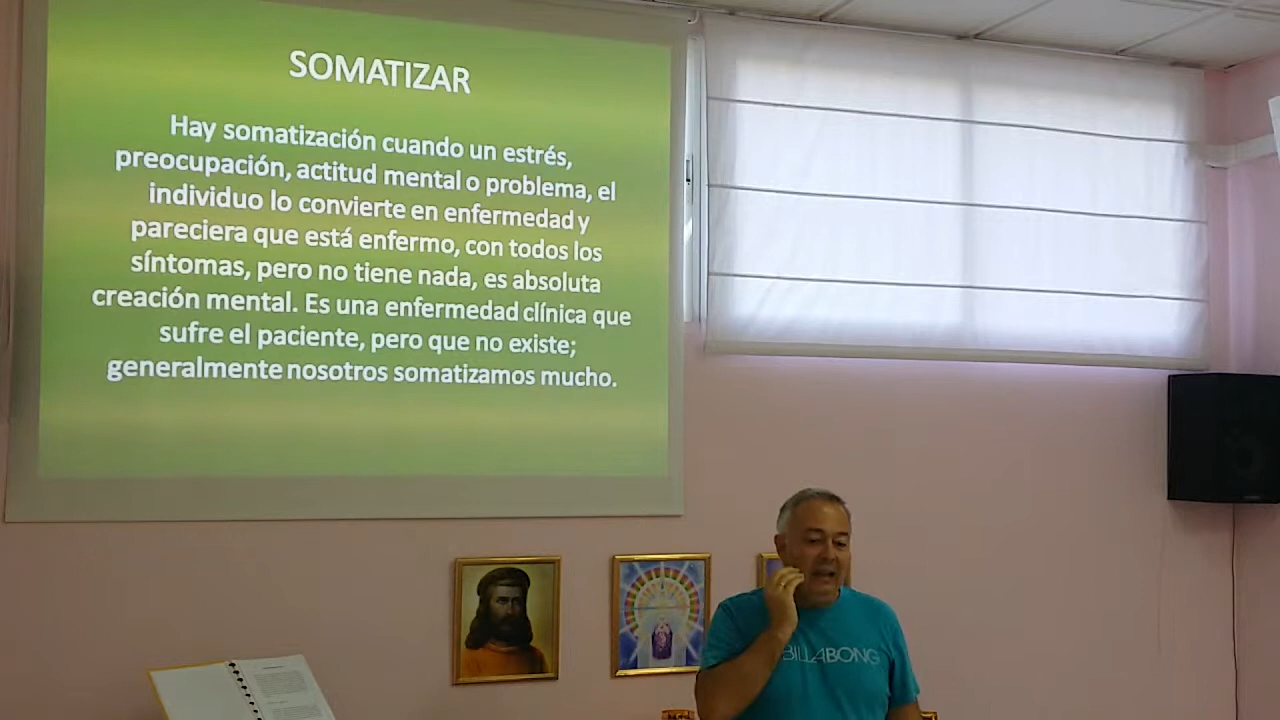 SOMATIZAR
Hay somatización cuando un estrés,
preocupación, actitud mental o problema, el
individuo lo convierte en enfermedad y
pareciera que está enfermo, con todos los
síntomas, pero no tiene nada, es absoluta
creación mental. Es una enfermedad clínica que
sufre el paciente, pero que no existe;
generalmente nosotros somatizamos mucho.
BILLABONG